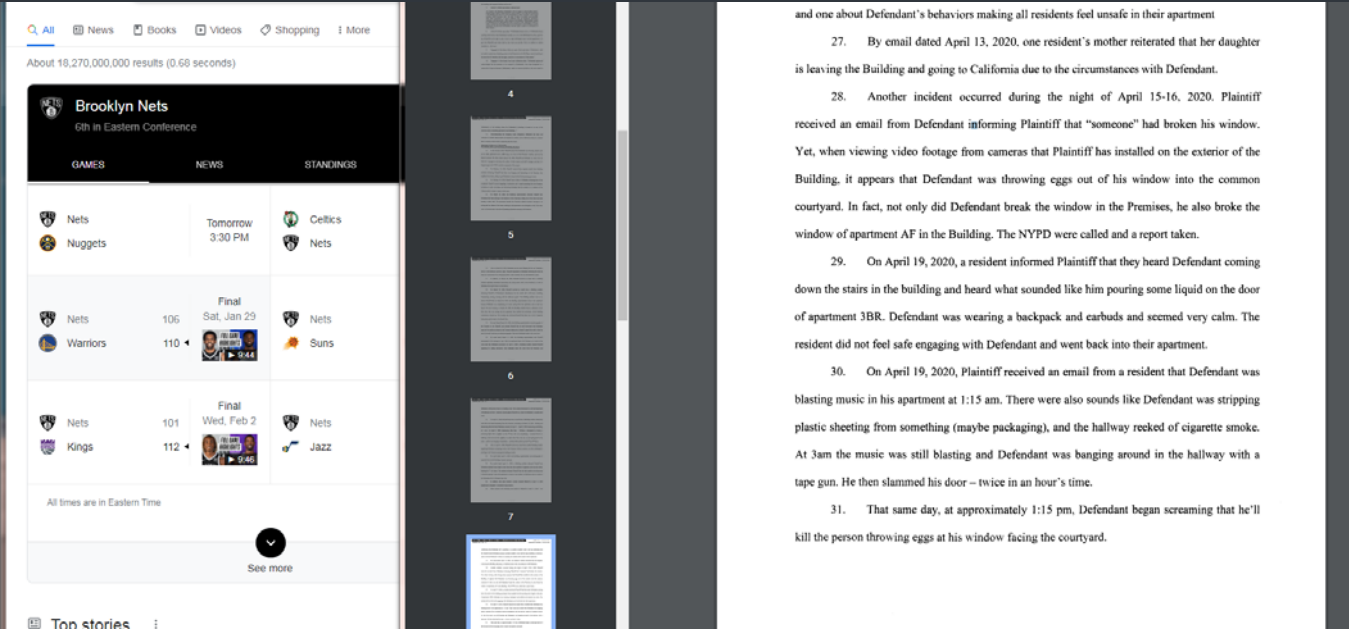 All
News
Books
Videos
Shopping
More
About 18,270,000,000 results (0.68 seconds)
Brooklyn Nets
6th in Eastern Conference
GAMES
NEWS
STANDINGS
Nets
Nuggets
Tomorrow
3:30 PM
Celtics
Nets
Nets 106
Warriors 110
Final
Sat, Jan 29
9:44
Nets
Suns
Nets 101
Kings 112
Final
Wed, Feb 2
9:46
Nets
Jazz
All times are in Eastern Time
See more
Top stories
4
5
6
7
and one about Defendant's behaviors making all residents feel unsafe in their apartment
27. By email dated April 13, 2020, one resident's mother reiterated that her daughter
is leaving the Building and going to California due to the circumstances with Defendant.
28. Another incident occurred during the night of April 15-16, 2020. Plaintiff
received an email from Defendant informing Plaintiff that “someone” had broken his window.
Yet, when viewing video footage from cameras that Plaintiff has installed on the exterior of the
Building, it appears that Defendant was throwing eggs out of his window into the common
courtyard. In fact, not only did Defendant break the window in the Premises, he also broke the
window of apartment AF in the Building. The NYPD were called and a report taken.
29. On April 19, 2020, a resident informed Plaintiff that they heard Defendant coming
down the stairs in the building and heard what sounded like him pouring some liquid on the door
of apartment 3BR. Defendant was wearing a backpack and earbuds and seemed very calm. The
resident did not feel safe engaging with Defendant and went back into their apartment.
30. On April 19, 2020, Plaintiff received an email from a resident that Defendant was
blasting music in his apartment at 1:15 am. There were also sounds like Defendant was stripping
plastic sheeting from something (maybe packaging), and the hallway reeked of cigarette smoke.
At 3am the music was still blasting and Defendant was banging around in the hallway with a
tape gun. He then slammed his door – twice in an hour's time.
31. That same day, at approximately 1:15 pm, Defendant began screaming that he'll
kill the person throwing eggs at his window facing the courtyard.